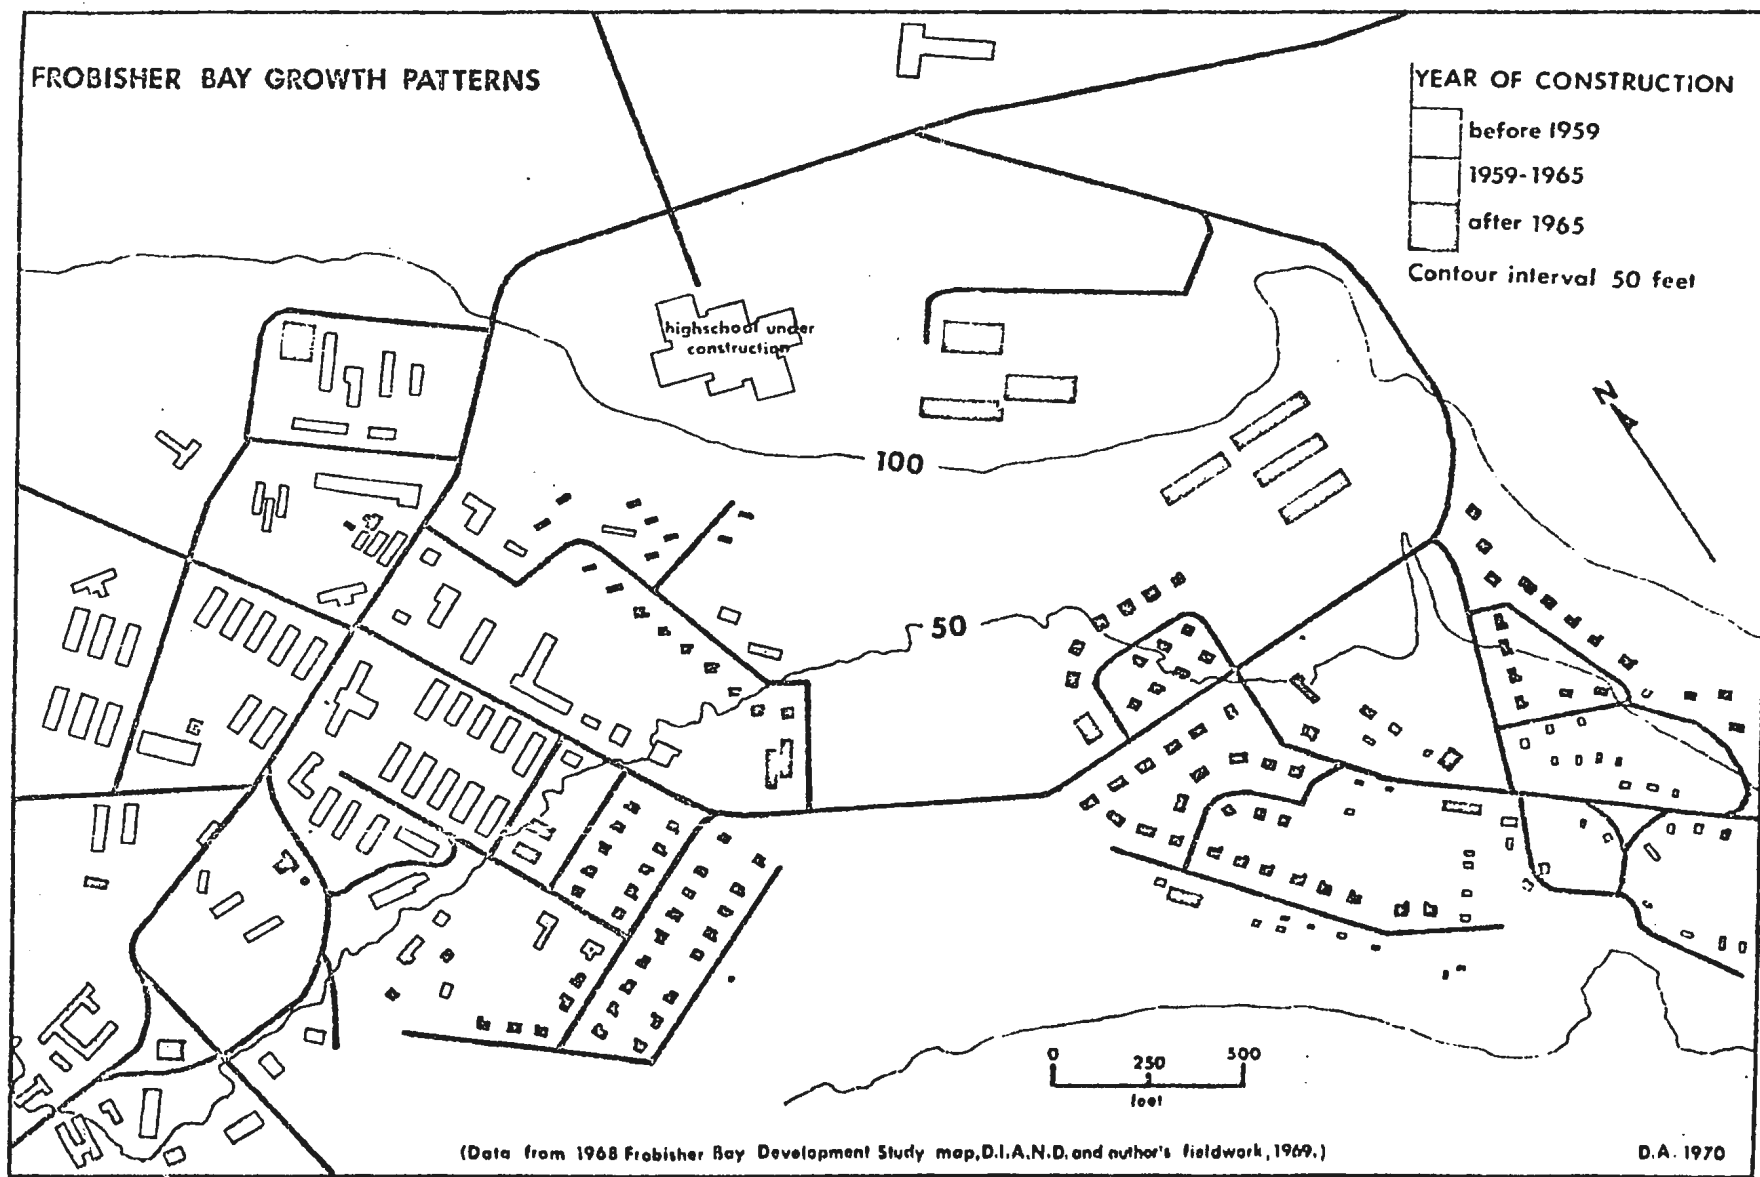 FROBISHER BAY GROWTH PATTERNS
YEAR OF CONSTRUCTION
before 1959
1959-1965
after 1965
Contour interval 50 feet
highschool under
construction
N
100
50
0 250 500
feet
(Data from 1968 Frobisher Bay Development Study map, D.I.A.N.D. and author's fieldwork, 1969.)
D.A. 1970